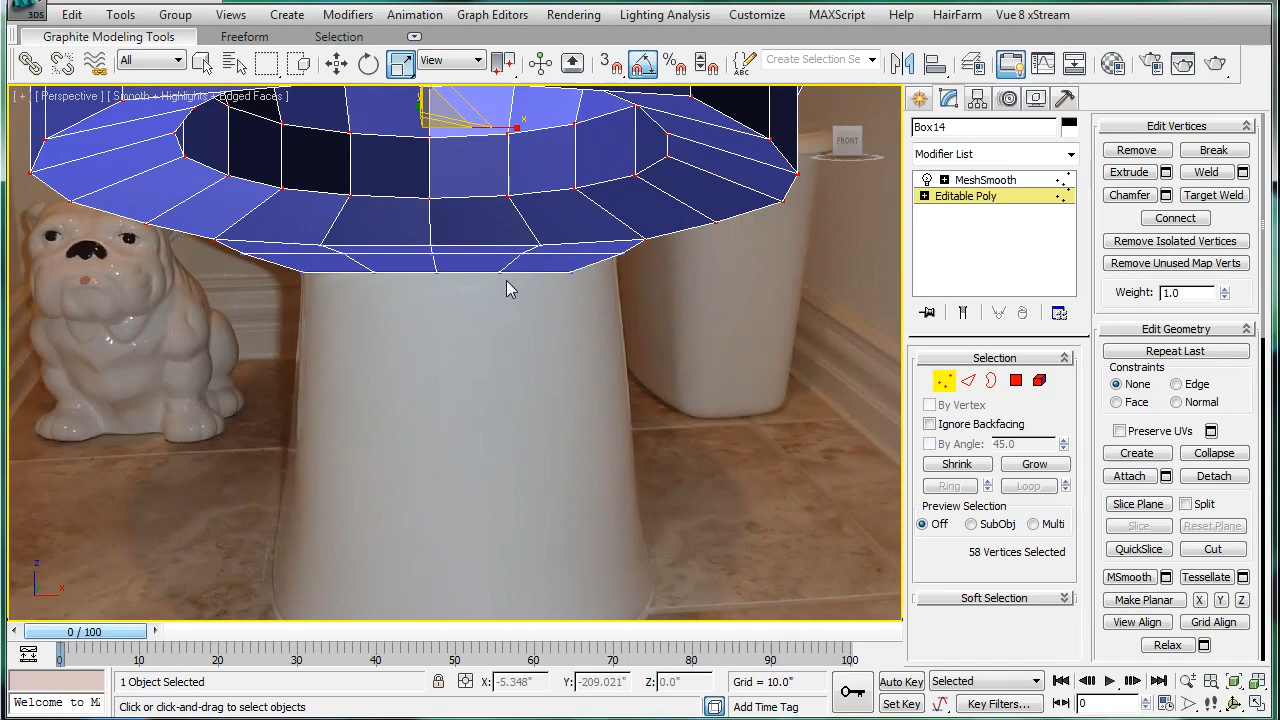 3DS Edit Tools Group Views Create Modifiers Animation Graph Editors Rendering Lighting Analysis Customize MAXScript Help HairFarm Vue 8 xStream
Graphite Modeling Tools Freeform Selection
All View 3 % ABC Create Selection Se
[ + ] [ Perspective ] [ Smooth + Highlights + Edged Faces ]
x
FRONT
z
x
Box14
Modifier List
MeshSmooth
Editable Poly
Selection
By Vertex
Ignore Backfacing
By Angle: 45.0
Shrink Grow
Ring Loop
Preview Selection
Off SubObj Multi
58 Vertices Selected
Soft Selection
Edit Vertices
Remove Break
Extrude Weld
Chamfer Target Weld
Connect
Remove Isolated Vertices
Remove Unused Map Verts
Weight: 1.0
Edit Geometry
Repeat Last
Constraints
None Edge
Face Normal
Preserve UVs
Create Collapse
Attach Detach
Slice Plane Split
Slice Reset Plane
QuickSlice Cut
MSmooth Tessellate
Make Planar X Y Z
View Align Grid Align
Relax
0 / 100
0 10 20 30 40 50 60 70 80 90 100
1 Object Selected X: -5.348" Y: -209.021" Z: 0.0" Grid = 10.0" Auto Key Selected
Welcome to M Click or click-and-drag to select objects Add Time Tag Set Key Key Filters... 0